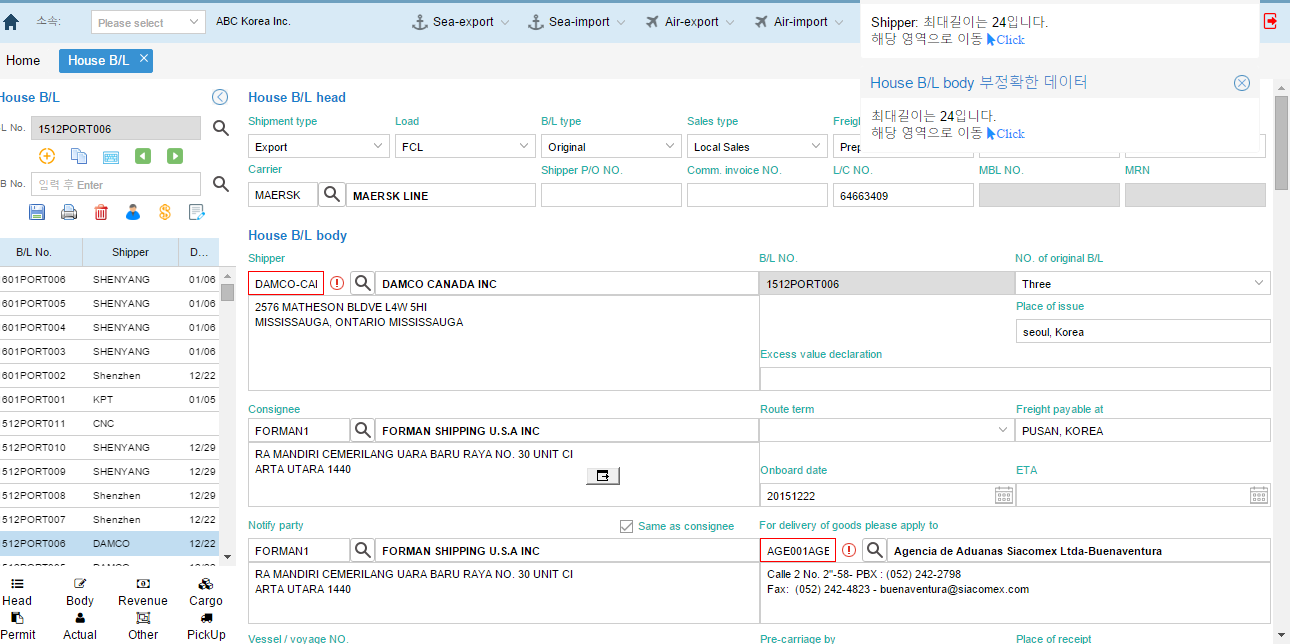 소속:
Please select
ABC Korea Inc.
Sea-export
Sea-import
Air-export
Air-import
Shipper: 최대길이는 24입니다.
해당 영역으로 이동 Click
House B/L body 부정확한 데이터
최대길이는 24입니다.
해당 영역으로 이동 Click
Home
House B/L
House B/L
L No.
1512PORT006
B No.
입력 후 Enter
B/L No.
Shipper
D...
601PORT006 SHENYANG 01/06
601PORT005 SHENYANG 01/06
601PORT004 SHENYANG 01/06
601PORT003 SHENYANG 01/06
601PORT002 Shenzhen 12/22
601PORT001 KPT 01/05
512PORT011 CNC
512PORT010 SHENYANG 12/29
512PORT009 SHENYANG 12/29
512PORT008 Shenzhen 12/29
512PORT007 Shenzhen 12/22
512PORT006 DAMCO 12/22
Head
Body
Revenue
Cargo
Permit
Actual
Other
PickUp
House B/L head
Shipment type
Load
B/L type
Sales type
Freig
Export
FCL
Original
Local Sales
Prep
Carrier
Shipper P/O NO.
Comm. invoice NO.
L/C NO.
MBL NO.
MRN
MAERSK
MAERSK LINE
64663409
House B/L body
Shipper
B/L NO.
NO. of original B/L
DAMCO-CAI
DAMCO CANADA INC
1512PORT006
Three
2576 MATHESON BLDVE L4W 5HI
MISSISSAUGA, ONTARIO MISSISSAUGA
Place of issue
seoul, Korea
Excess value declaration
Consignee
Route term
Freight payable at
FORMAN1
FORMAN SHIPPING U.S.A INC
PUSAN, KOREA
RA MANDIRI CEMERILANG UARA BARU RAYA NO. 30 UNIT CI
ARTA UTARA 1440
Onboard date
ETA
20151222
Notify party
Same as consignee
For delivery of goods please apply to
FORMAN1
FORMAN SHIPPING U.S.A INC
AGE001AGE
Agencia de Aduanas Siacomex Ltda-Buenaventura
RA MANDIRI CEMERILANG UARA BARU RAYA NO. 30 UNIT CI
ARTA UTARA 1440
Calle 2 No. 2"-58- PBX : (052) 242-2798
Fax: (052) 242-4823 - buenaventura@siacomex.com
Vessel / voyage NO.
Pre-carriage by
Place of receipt